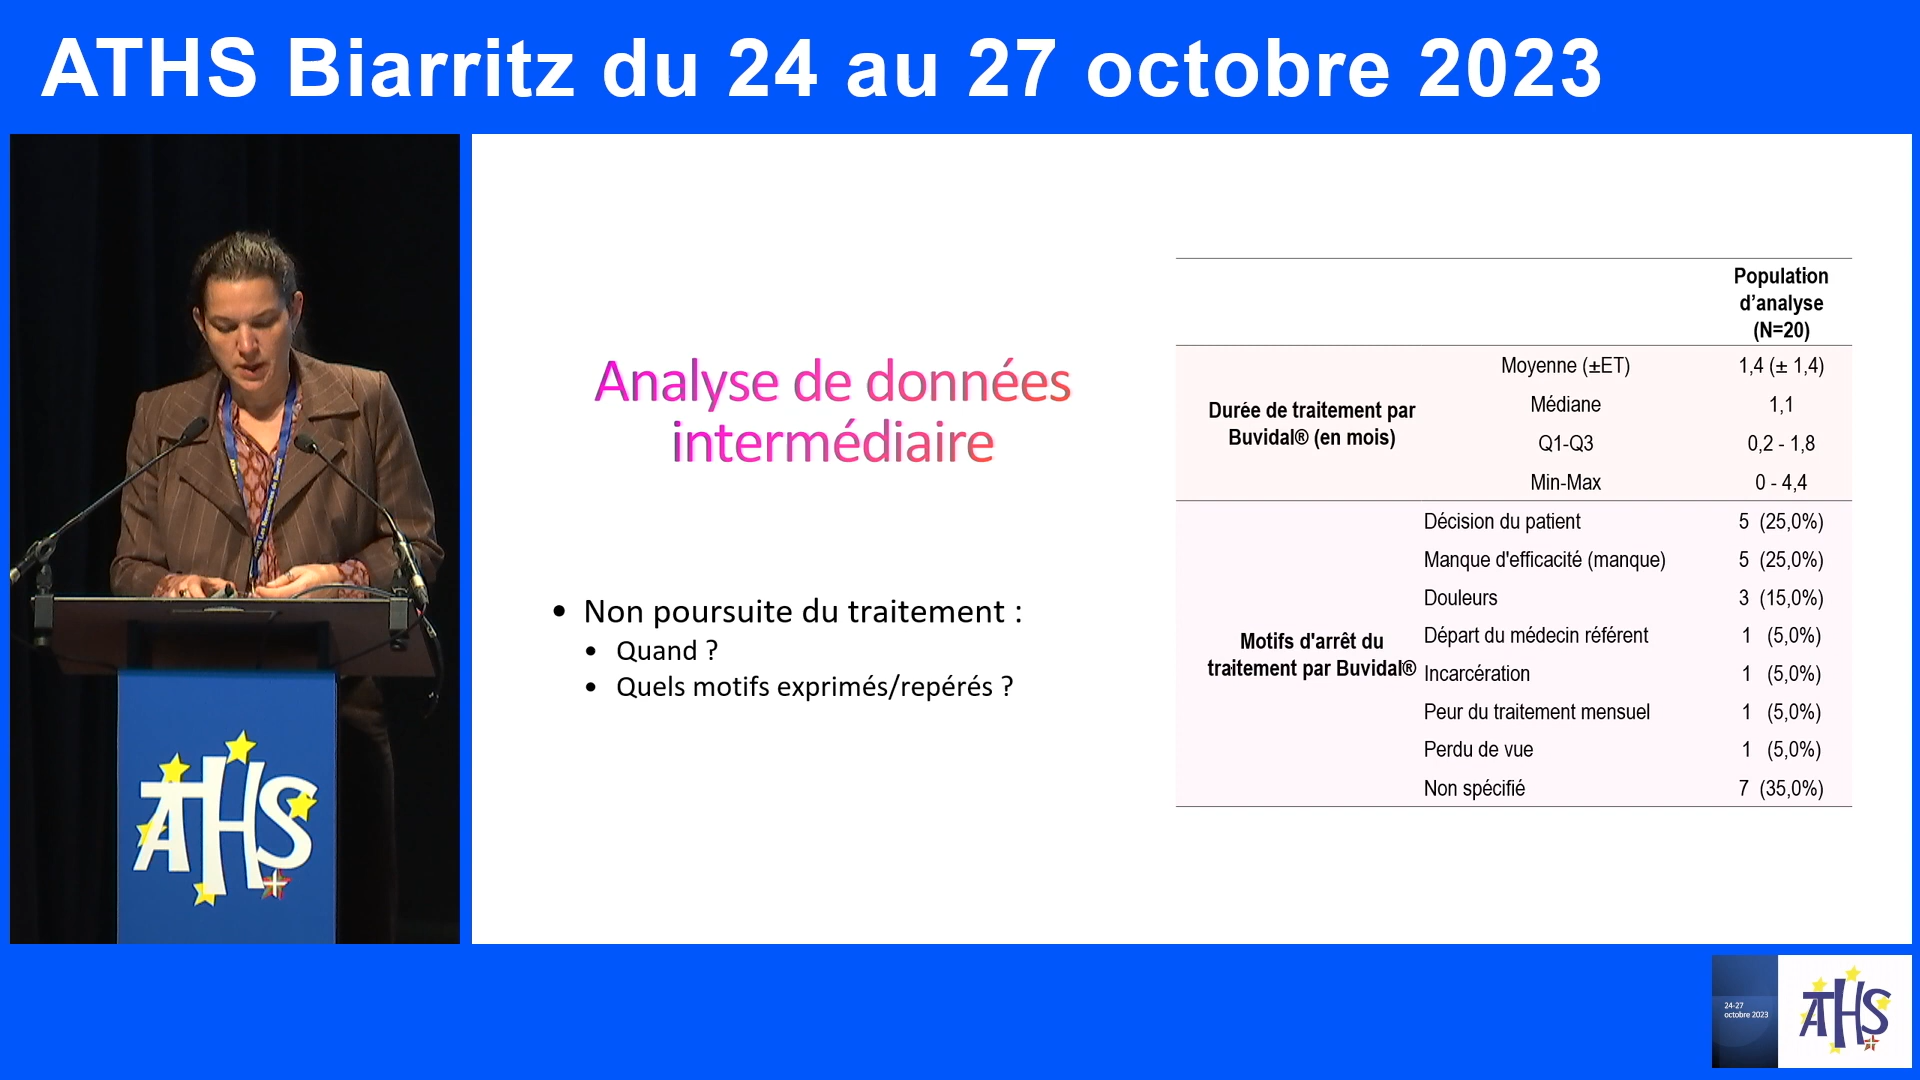 ATHS Biarritz du 24 au 27 octobre 2023
Analyse de données
intermédiaire
• Non poursuite du traitement :
• Quand ?
• Quels motifs exprimés/repérés ?
Population
d’analyse
(N=20)
Durée de traitement par
Buvidal® (en mois)
Moyenne (±ET) 1,4 (± 1,4)
Médiane 1,1
Q1-Q3 0,2 - 1,8
Min-Max 0 - 4,4
Motifs d'arrêt du
traitement par Buvidal®
Décision du patient 5 (25,0%)
Manque d'efficacité (manque) 5 (25,0%)
Douleurs 3 (15,0%)
Départ du médecin référent 1 (5,0%)
Incarcération 1 (5,0%)
Peur du traitement mensuel 1 (5,0%)
Perdu de vue 1 (5,0%)
Non spécifié 7 (35,0%)
ATHS
24-27
octobre 2023
ATHS